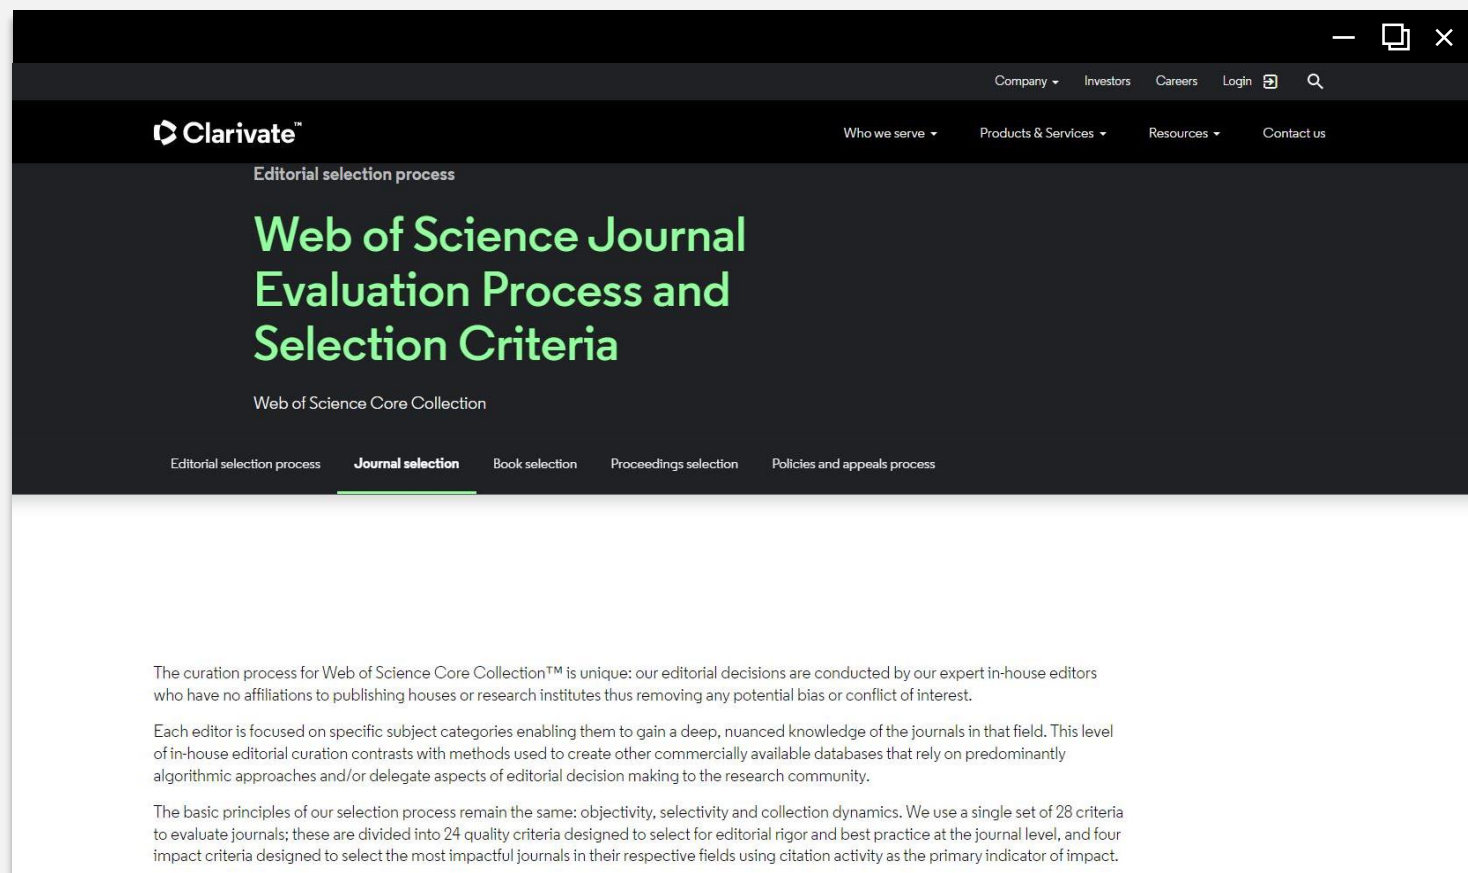 Company Investors Careers Login
Clarivate™ Who we serve Products & Services Resources Contact us
Editorial selection process
Web of Science Journal
Evaluation Process and
Selection Criteria
Web of Science Core Collection
Editorial selection process Journal selection Book selection Proceedings selection Policies and appeals process
The curation process for Web of Science Core Collection™ is unique: our editorial decisions are conducted by our expert in-house editors
who have no affiliations to publishing houses or research institutes thus removing any potential bias or conflict of interest.
Each editor is focused on specific subject categories enabling them to gain a deep, nuanced knowledge of the journals in that field. This level
of in-house editorial curation contrasts with methods used to create other commercially available databases that rely on predominantly
algorithmic approaches and/or delegate aspects of editorial decision making to the research community.
The basic principles of our selection process remain the same: objectivity, selectivity and collection dynamics. We use a single set of 28 criteria
to evaluate journals; these are divided into 24 quality criteria designed to select for editorial rigor and best practice at the journal level, and four
impact criteria designed to select the most impactful journals in their respective fields using citation activity as the primary indicator of impact.